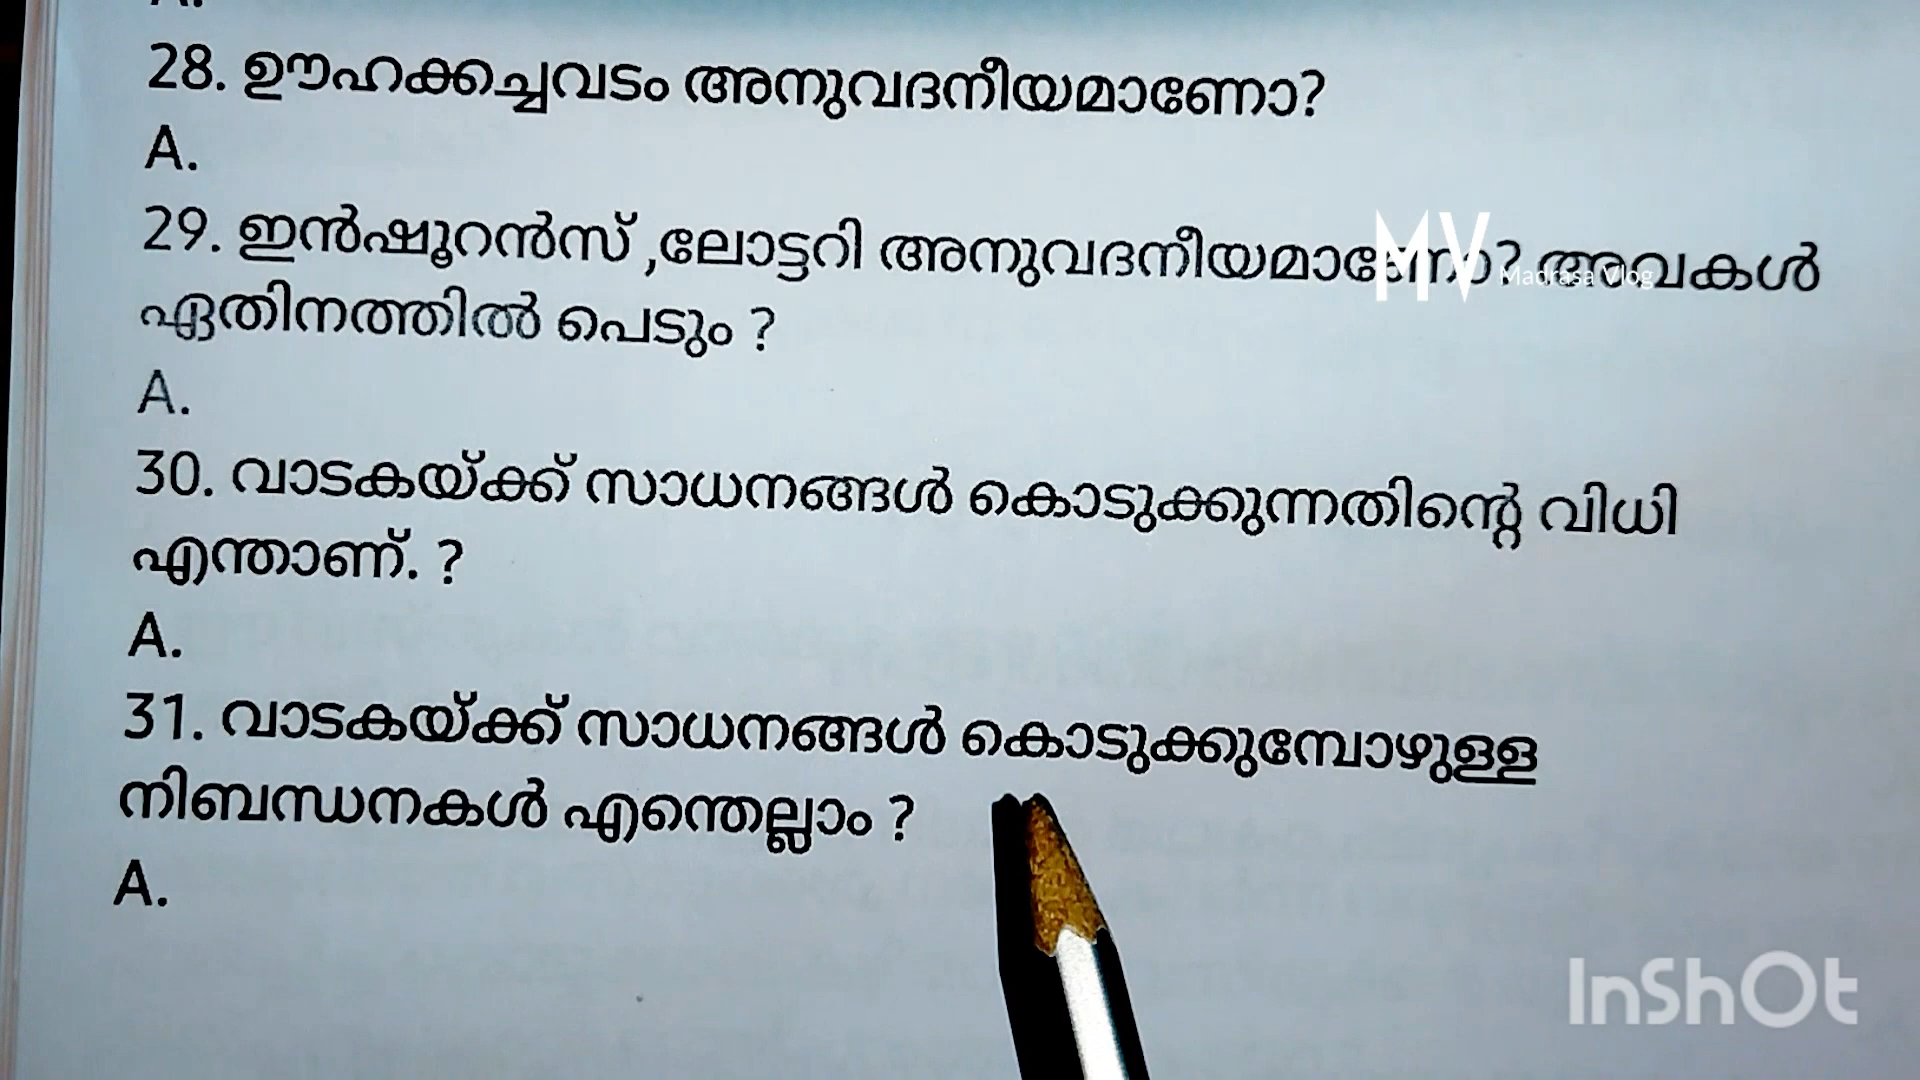 28. ഊഹക്കച്ചവടം അനുവദനീയമാണോ?
A.
29. ഇൻഷൂറൻസ് ,ലോട്ടറി അനുവദനീയമാണോ? അവകൾ
MV Madrasa Vlog
ഏതിനത്തിൽ പെടും ?
A.
30. വാടകയ്ക്ക് സാധനങ്ങൾ കൊടുക്കുന്നതിന്റെ വിധി
എന്താണ്. ?
A.
31. വാടകയ്ക്ക് സാധനങ്ങൾ കൊടുക്കുമ്പോഴുള്ള
നിബന്ധനകൾ എന്തെല്ലാം ?
A.
InShOt